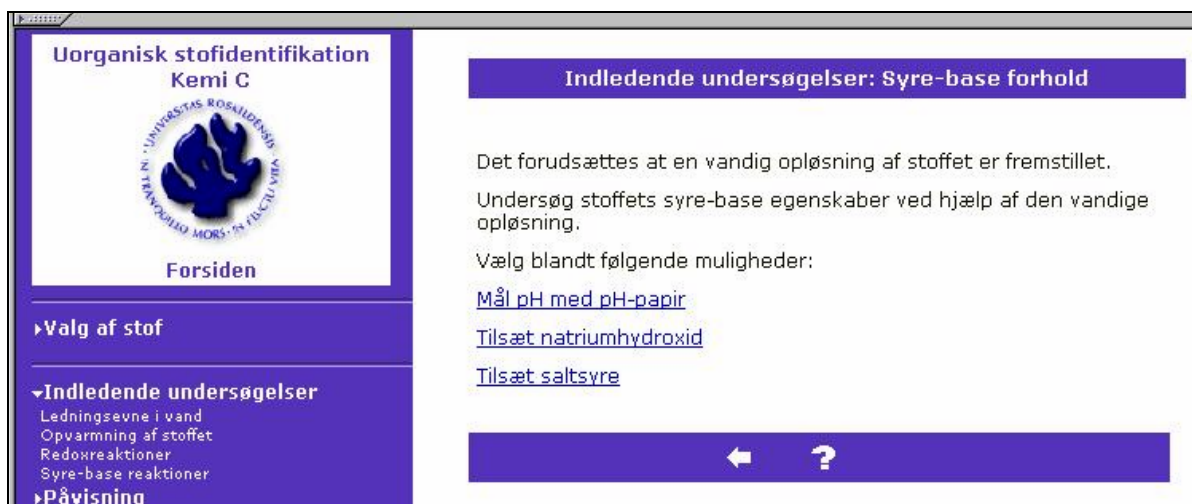 Uorganisk stofidentifikation
Kemi C
Forsiden
Valg af stof
Indledende undersøgelser
Ledningsevne i vand
Opvarmning af stoffet
Redoxreaktioner
Syre-base reaktioner
Påvisning
Indledende undersøgelser: Syre-base forhold
Det forudsættes at en vandig opløsning af stoffet er fremstillet.
Undersøg stoffets syre-base egenskaber ved hjælp af den vandige
opløsning.
Vælg blandt følgende muligheder:
Mål pH med pH-papir
Tilsæt natriumhydroxid
Tilsæt saltsyre
?